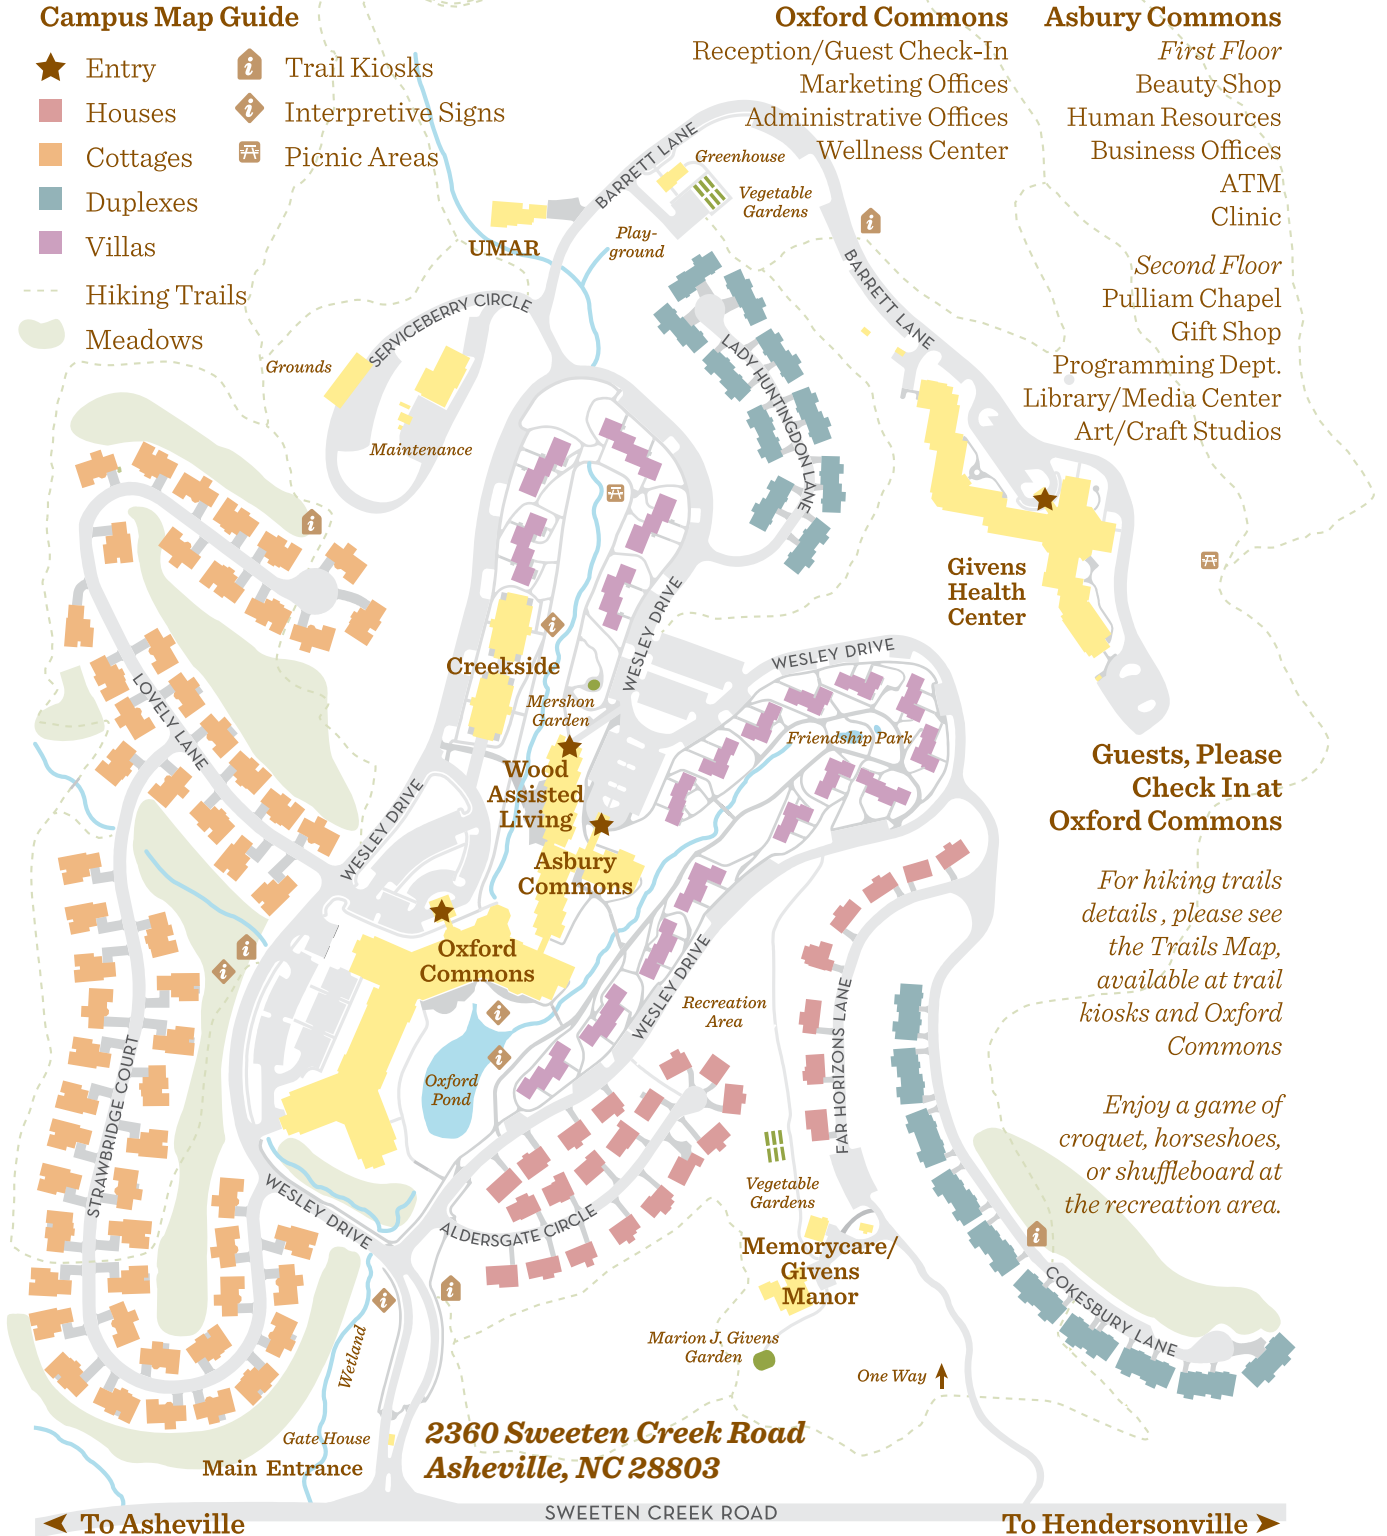 Campus Map Guide
Entry
Houses
Cottages
Duplexes
Villas
Hiking Trails
Meadows
Trail Kiosks
Interpretive Signs
Picnic Areas
Oxford Commons
Reception/Guest Check-In
Marketing Offices
Administrative Offices
Wellness Center
Asbury Commons
First Floor
Beauty Shop
Human Resources
Business Offices
ATM
Clinic
Second Floor
Pulliam Chapel
Gift Shop
Programming Dept.
Library/Media Center
Art/Craft Studios
BARRETT LANE
Greenhouse
Vegetable
Gardens
Play-
ground
UMAR
BARRETT LANE
SERVICEBERRY CIRCLE
Grounds
Maintenance
LADY HUNTINGDON LANE
Givens
Health
Center
WESLEY DRIVE
WESLEY DRIVE
Creekside
Mershon
Garden
Friendship Park
LOVELY LANE
Wood
Assisted
Living
WESLEY DRIVE
Asbury
Commons
Oxford
Commons
Guests, Please
Check In at
Oxford Commons
For hiking trails
details , please see
the Trails Map,
available at trail
kiosks and Oxford
Commons
Enjoy a game of
croquet, horseshoes,
or shuffleboard at
the recreation area.
WESLEY DRIVE
Recreation
Area
FAR HORIZONS LANE
Oxford
Pond
STRAWBRIDGE COURT
WESLEY DRIVE
ALDERSGATE CIRCLE
Vegetable
Gardens
Memorycare/
Givens
Manor
COKESBURY LANE
Marion J. Givens
Garden
One Way
Wetland
Gate House
Main Entrance
2360 Sweeten Creek Road
Asheville, NC 28803
SWEETEN CREEK ROAD
To Asheville
To Hendersonville